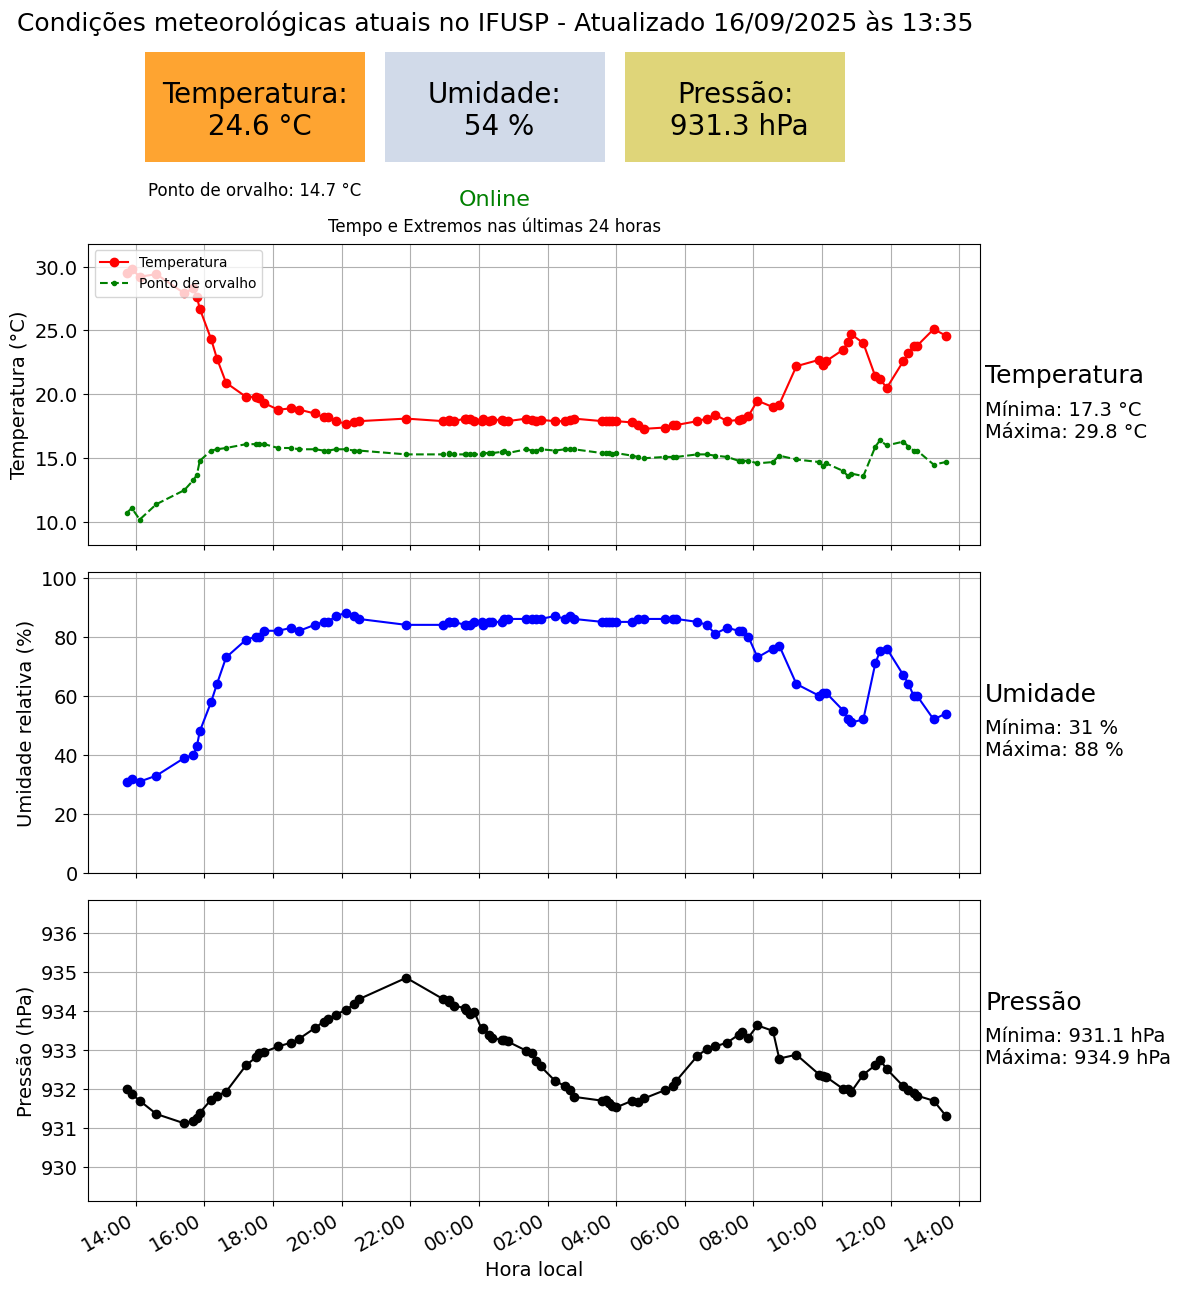 Condições meteorológicas atuais no IFUSP - Atualizado 16/09/2025 às 13:35
Temperatura:
24.6 °C
Umidade:
54 %
Pressão:
931.3 hPa
Ponto de orvalho: 14.7 °C
Online
Tempo e Extremos nas últimas 24 horas
Temperatura (°C)
30.0
25.0
20.0
15.0
10.0
Temperatura
Ponto de orvalho
Temperatura
Mínima: 17.3 °C
Máxima: 29.8 °C
Umidade relativa (%)
100
80
60
40
20
0
Umidade
Mínima: 31 %
Máxima: 88 %
Pressão (hPa)
936
935
934
933
932
931
930
Pressão
Mínima: 931.1 hPa
Máxima: 934.9 hPa
14:00
16:00
18:00
20:00
22:00
00:00
02:00
04:00
06:00
08:00
10:00
12:00
14:00
Hora local